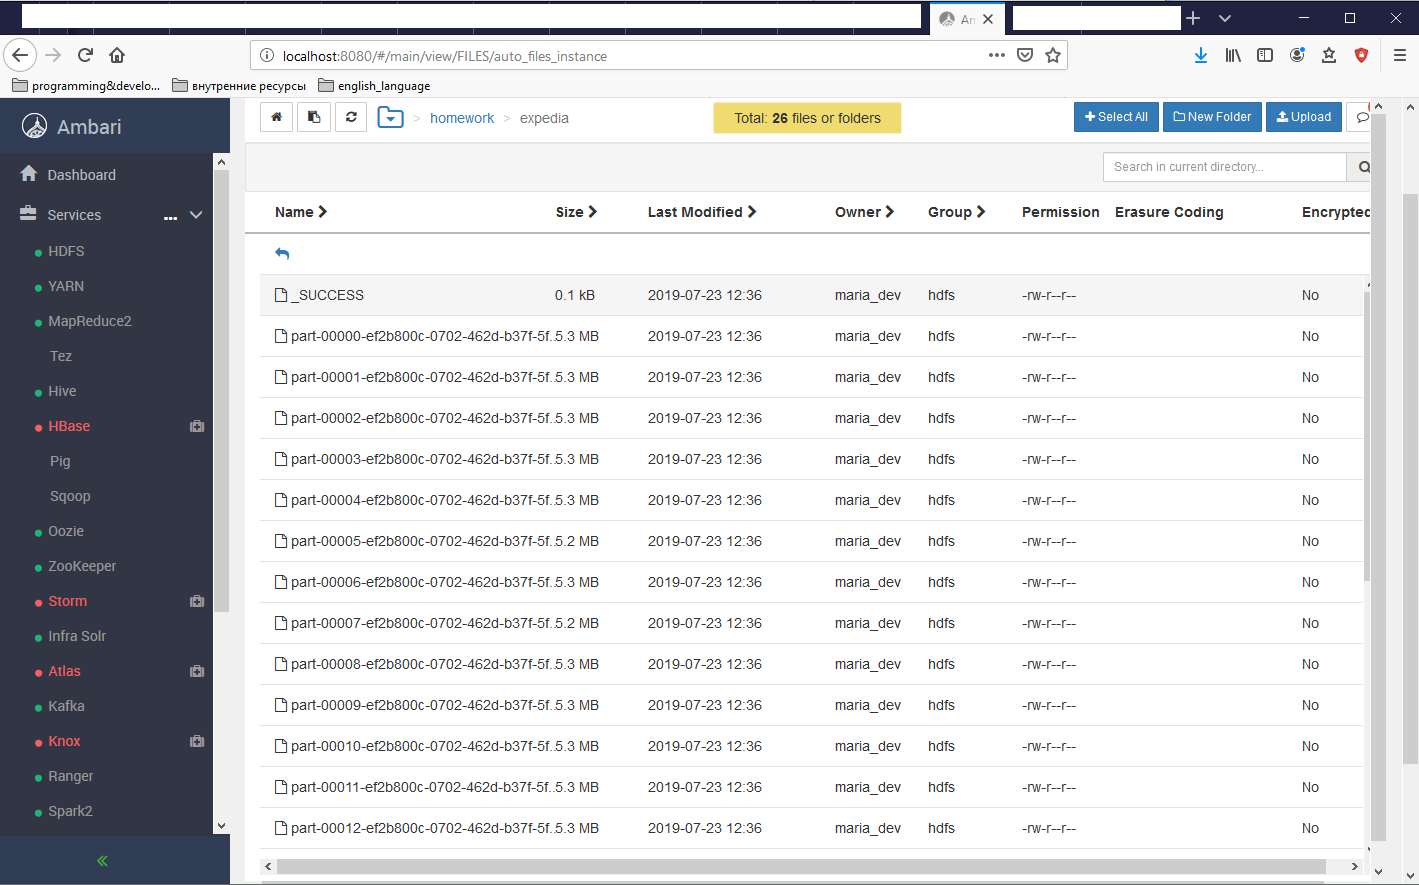 An
localhost:8080/#/main/view/FILES/auto_files_instance
programming&develo... внутренние ресурсы english_language
Ambari
Dashboard
Services
HDFS
YARN
MapReduce2
Tez
Hive
HBase
Pig
Sqoop
Oozie
ZooKeeper
Storm
Infra Solr
Atlas
Kafka
Knox
Ranger
Spark2
> homework > expedia
Total: 26 files or folders
Select All New Folder Upload
Search in current directory...
Name Size Last Modified Owner Group Permission Erasure Coding Encrypted
_SUCCESS 0.1 kB 2019-07-23 12:36 maria_dev hdfs -rw-r--r-- No
part-00000-ef2b800c-0702-462d-b37f-5f... 5.3 MB 2019-07-23 12:36 maria_dev hdfs -rw-r--r-- No
part-00001-ef2b800c-0702-462d-b37f-5f... 5.3 MB 2019-07-23 12:36 maria_dev hdfs -rw-r--r-- No
part-00002-ef2b800c-0702-462d-b37f-5f... 5.3 MB 2019-07-23 12:36 maria_dev hdfs -rw-r--r-- No
part-00003-ef2b800c-0702-462d-b37f-5f... 5.3 MB 2019-07-23 12:36 maria_dev hdfs -rw-r--r-- No
part-00004-ef2b800c-0702-462d-b37f-5f... 5.3 MB 2019-07-23 12:36 maria_dev hdfs -rw-r--r-- No
part-00005-ef2b800c-0702-462d-b37f-5f... 5.2 MB 2019-07-23 12:36 maria_dev hdfs -rw-r--r-- No
part-00006-ef2b800c-0702-462d-b37f-5f... 5.3 MB 2019-07-23 12:36 maria_dev hdfs -rw-r--r-- No
part-00007-ef2b800c-0702-462d-b37f-5f... 5.2 MB 2019-07-23 12:36 maria_dev hdfs -rw-r--r-- No
part-00008-ef2b800c-0702-462d-b37f-5f... 5.3 MB 2019-07-23 12:36 maria_dev hdfs -rw-r--r-- No
part-00009-ef2b800c-0702-462d-b37f-5f... 5.3 MB 2019-07-23 12:36 maria_dev hdfs -rw-r--r-- No
part-00010-ef2b800c-0702-462d-b37f-5f... 5.3 MB 2019-07-23 12:36 maria_dev hdfs -rw-r--r-- No
part-00011-ef2b800c-0702-462d-b37f-5f... 5.3 MB 2019-07-23 12:36 maria_dev hdfs -rw-r--r-- No
part-00012-ef2b800c-0702-462d-b37f-5f... 5.3 MB 2019-07-23 12:36 maria_dev hdfs -rw-r--r-- No